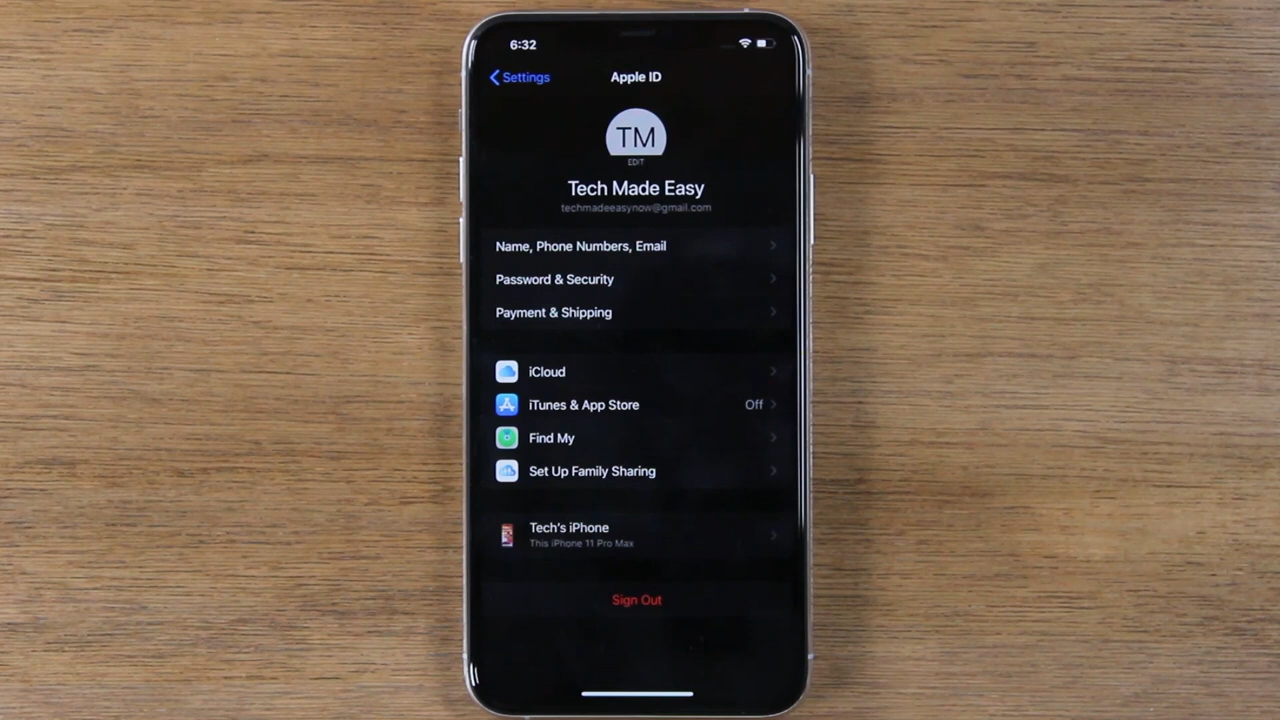 6:32
Settings
Apple ID
TM
EDIT
Tech Made Easy
techmadeeasynow@gmail.com
Name, Phone Numbers, Email
Password & Security
Payment & Shipping
iCloud
iTunes & App Store Off
Find My
Set Up Family Sharing
Tech's iPhone
This iPhone 11 Pro Max
Sign Out